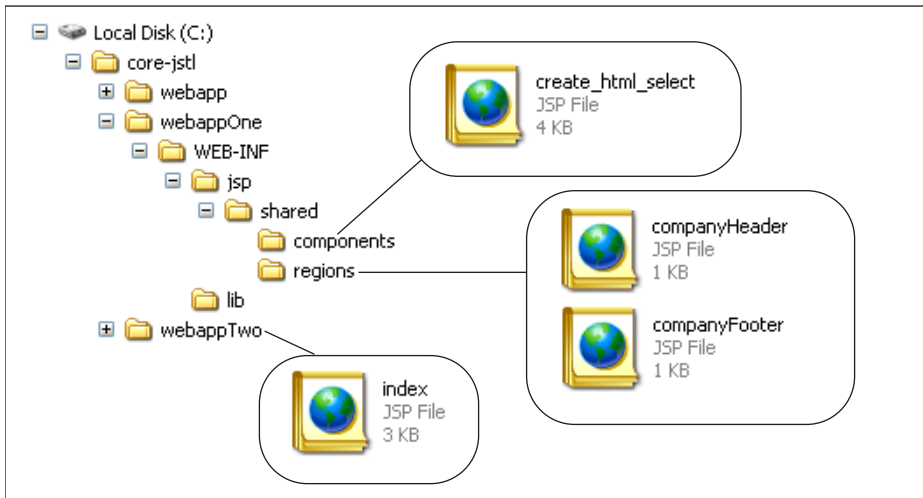 Local Disk (C:)
core-jstl
webapp
webappOne
WEB-INF
jsp
shared
components
regions
lib
webappTwo
create_html_select
JSP File
4 KB
companyHeader
JSP File
1 KB
companyFooter
JSP File
1 KB
index
JSP File
3 KB